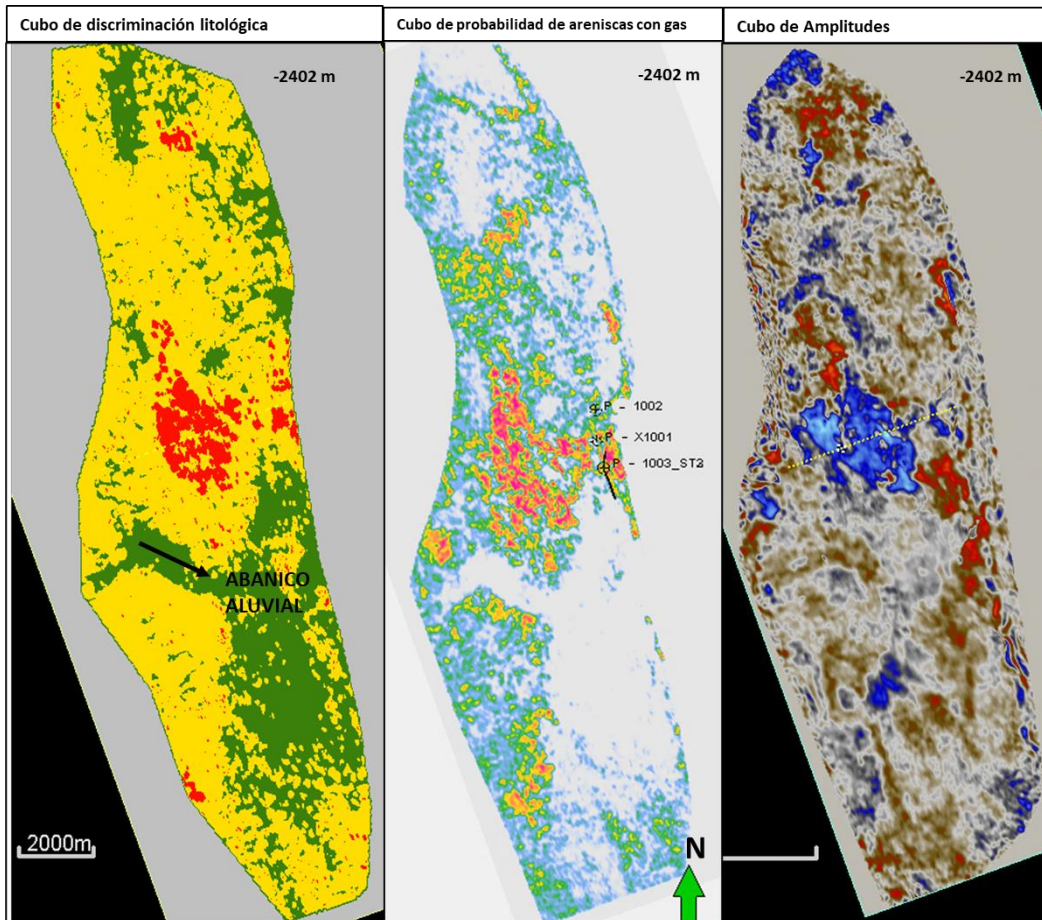 Cubo de discriminación litológica
Cubo de probabilidad de areniscas con gas
Cubo de Amplitudes
-2402 m
-2402 m
-2402 m
P - 1002
P - X1001
P - 1003_ST2
ABANICO
ALUVIAL
2000m
N